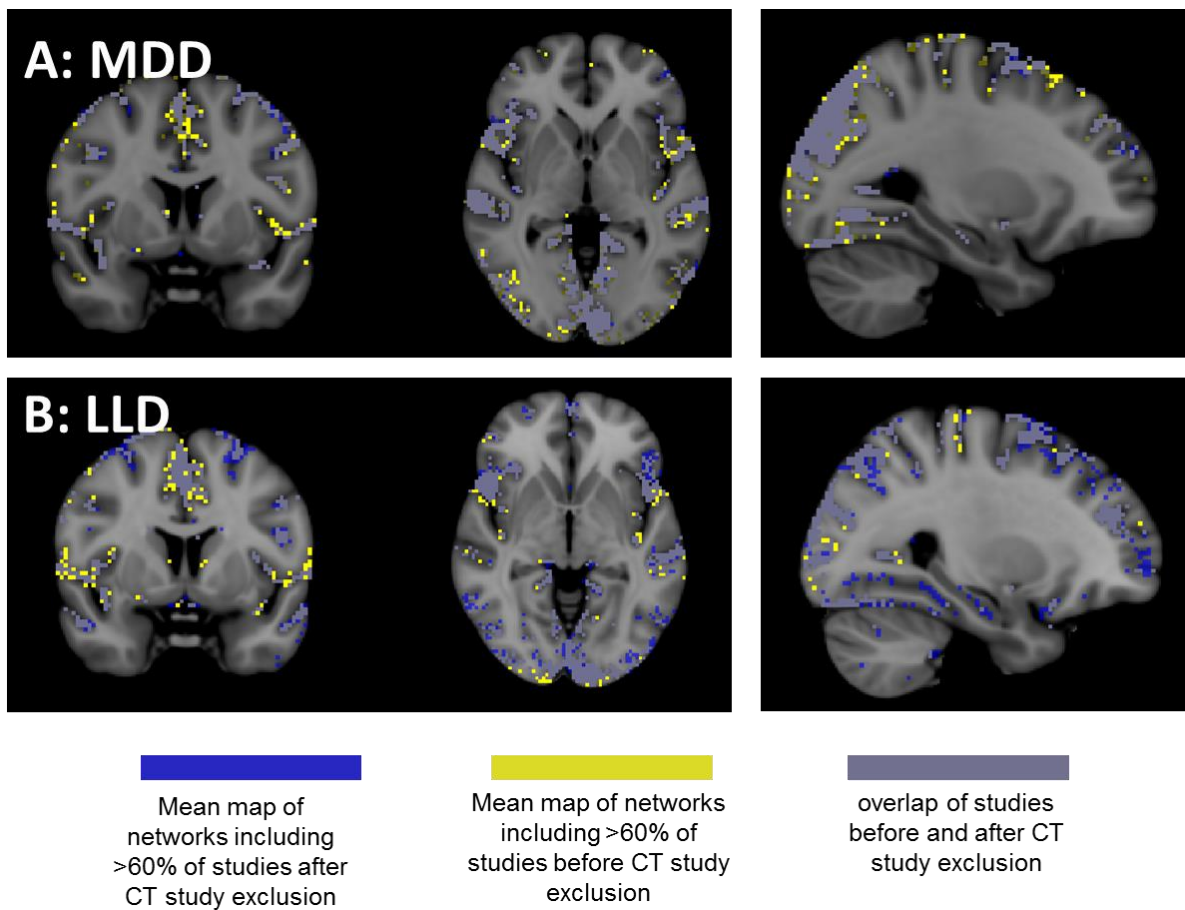 A: MDD
B: LLD
Mean map of
networks including
>60% of studies after
CT study exclusion
Mean map of networks
including >60% of
studies before CT study
exclusion
overlap of studies
before and after CT
study exclusion